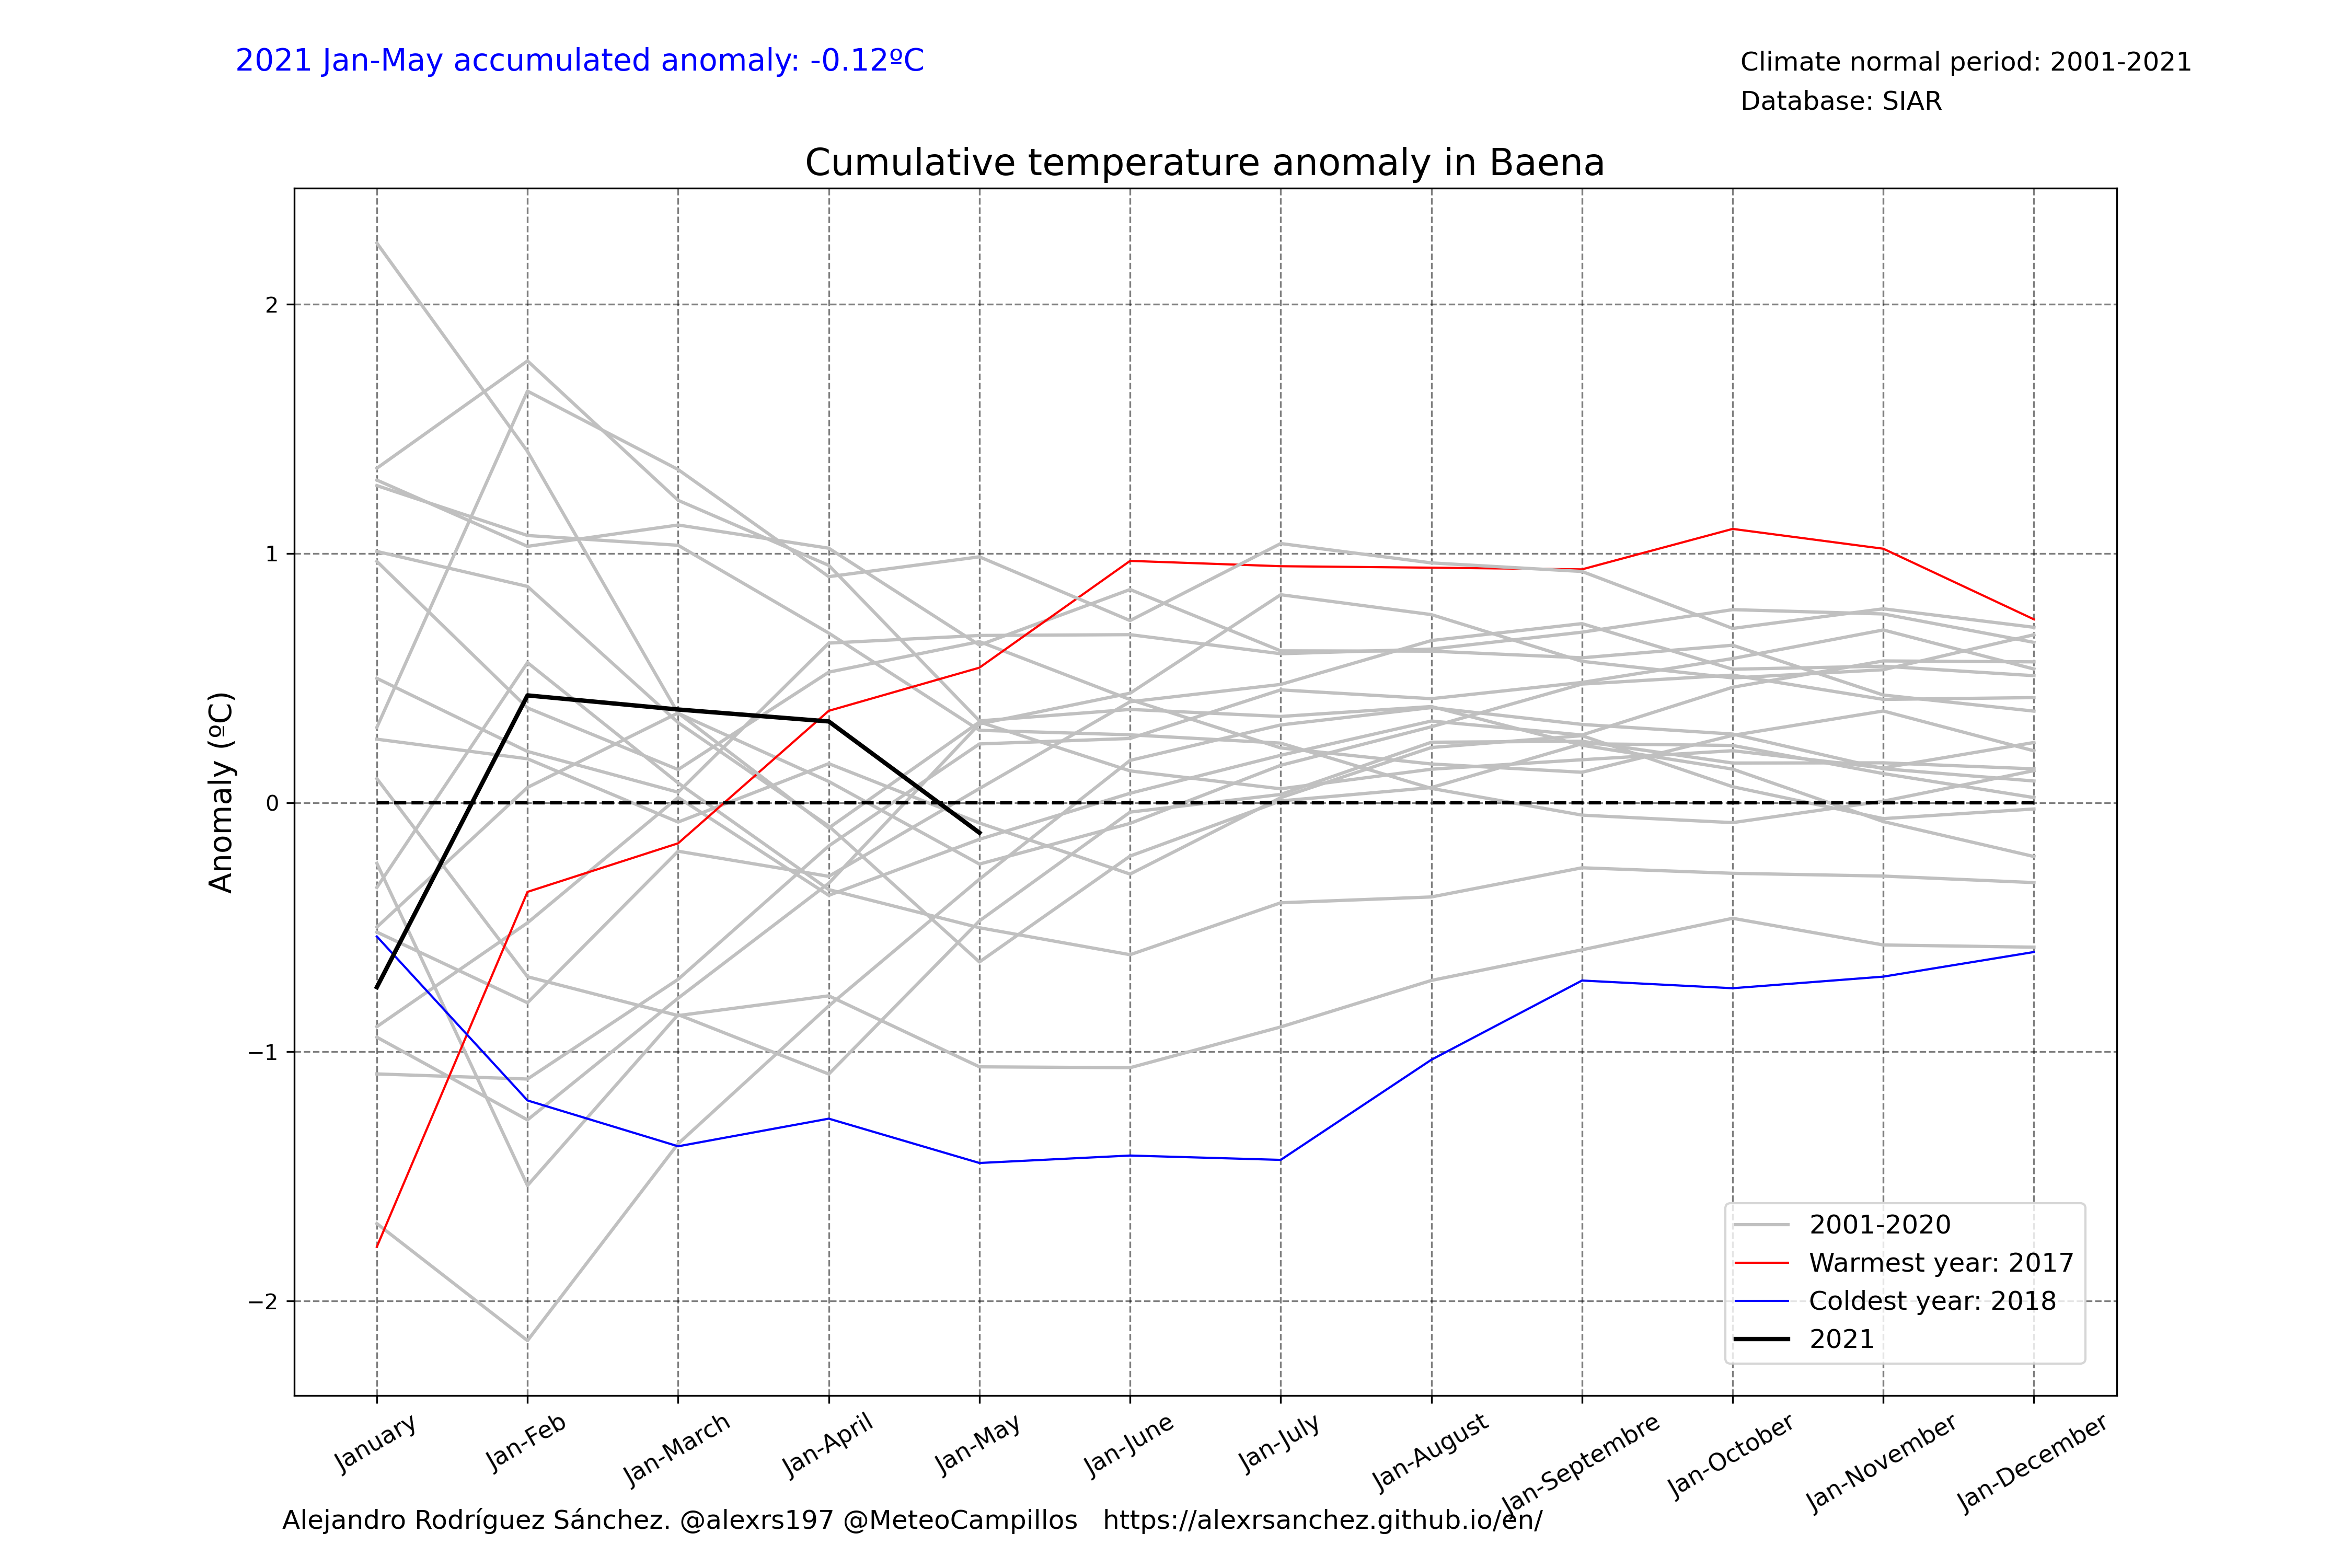 2021 Jan-May accumulated anomaly: -0.12ºC
Climate normal period: 2001-2021
Database: SIAR
Cumulative temperature anomaly in Baena
Anomaly (ºC)
2
1
0
−1
−2
2001-2020
Warmest year: 2017
Coldest year: 2018
2021
January
Jan-Feb
Jan-March
Jan-April
Jan-May
Jan-June
Jan-July
Jan-August
Jan-Septembre
Jan-October
Jan-November
Jan-December
Alejandro Rodríguez Sánchez. @alexrs197 @MeteoCampillos   https://alexrsanchez.github.io/en/